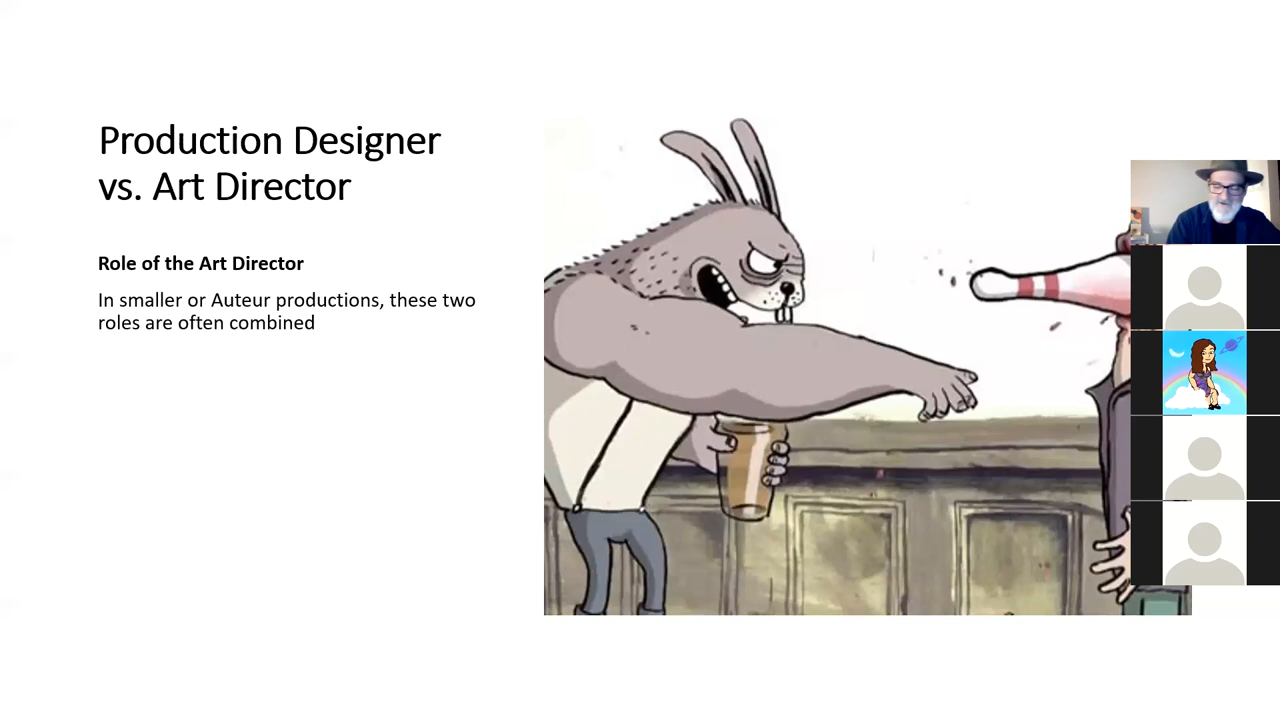 Production Designer
vs. Art Director
Role of the Art Director
In smaller or Auteur productions, these two
roles are often combined